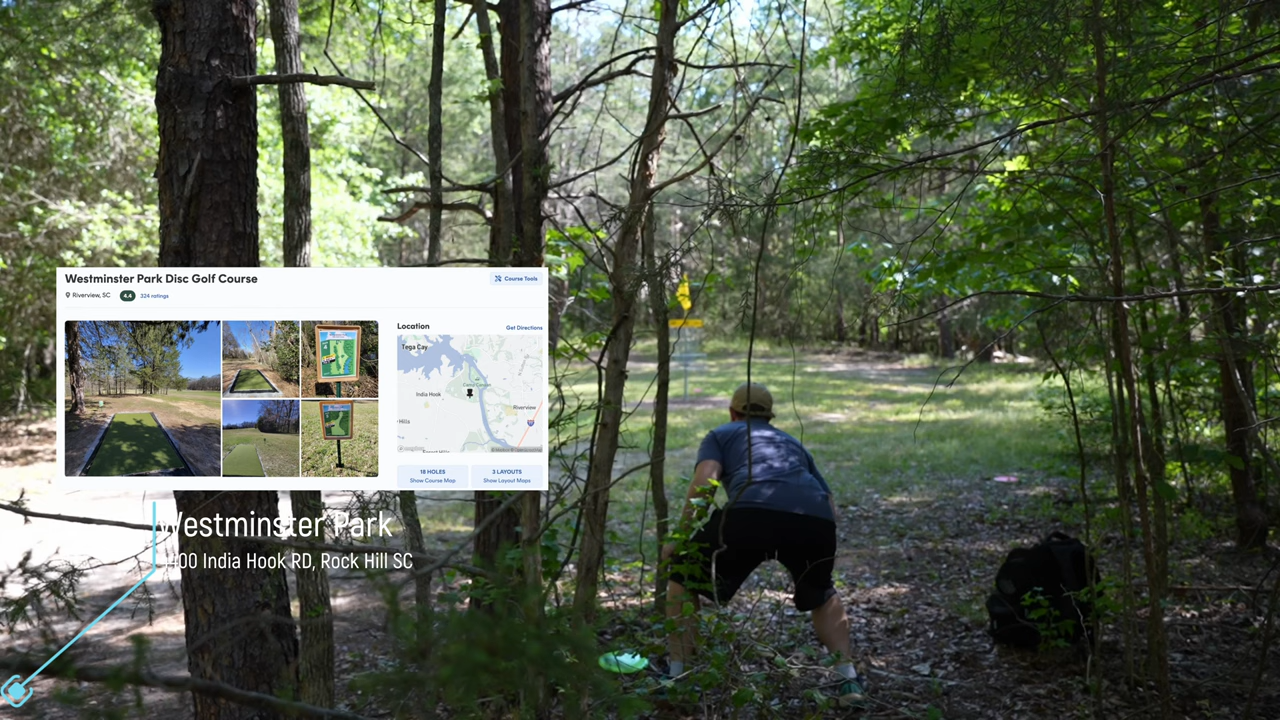 Westminster Park Disc Golf Course
Course Tools
Riverview, SC
4.4
324 ratings
Location
Get Directions
Tega Cay
India Hook
Riverview
Hills
18 HOLES
Show Course Map
3 LAYOUTS
Show Layout Maps
Westminster Park
400 India Hook RD, Rock Hill SC